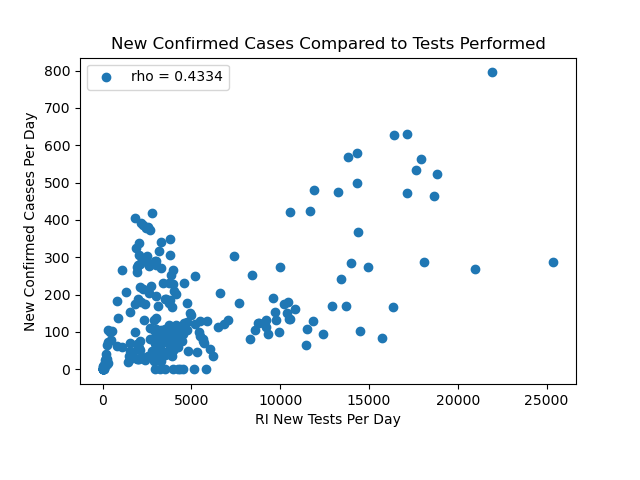 New Confirmed Cases Compared to Tests Performed
rho = 0.4334
New Confirmed Caeses Per Day
800
700
600
500
400
300
200
100
0
0 5000 10000 15000 20000 25000
RI New Tests Per Day